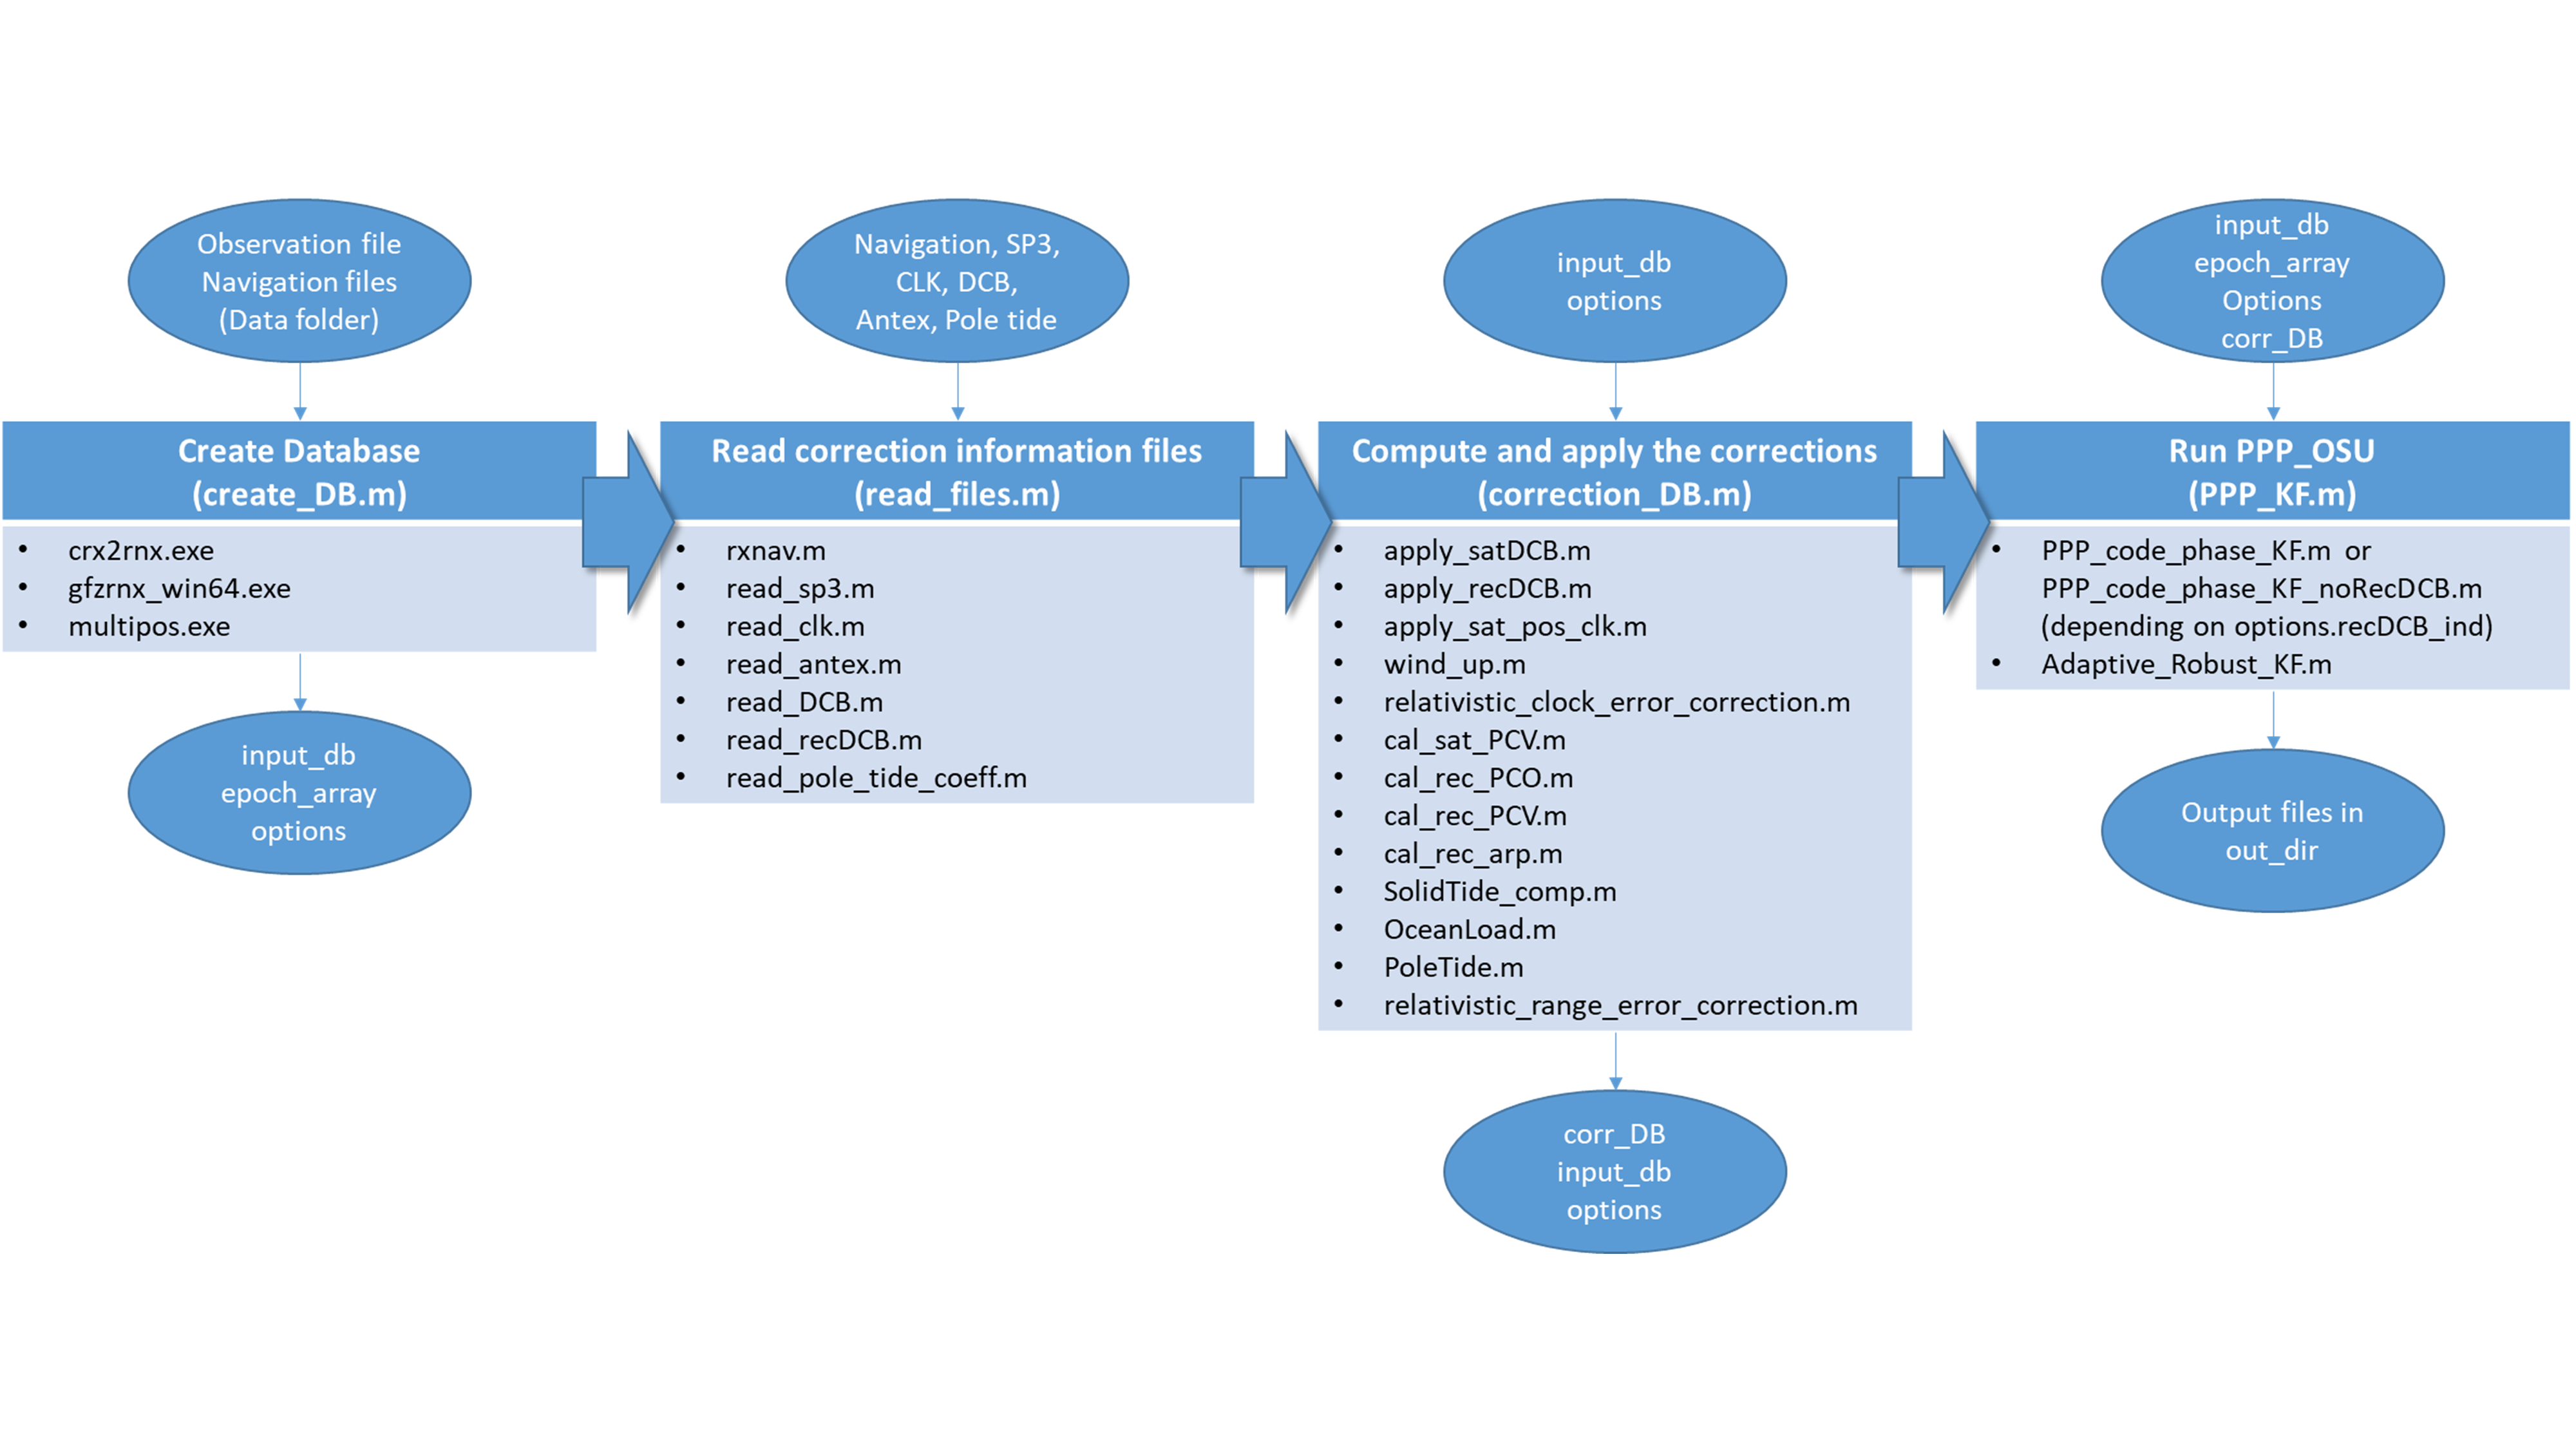 Observation file
Navigation files
(Data folder)
Create Database
(create_DB.m)
• crx2rnx.exe
• gfzrnx_win64.exe
• multipos.exe
input_db
epoch_array
options
Navigation, SP3,
CLK, DCB,
Antex, Pole tide
Read correction information files
(read_files.m)
• rxnav.m
• read_sp3.m
• read_clk.m
• read_antex.m
• read_DCB.m
• read_recDCB.m
• read_pole_tide_coeff.m
input_db
options
Compute and apply the corrections
(correction_DB.m)
• apply_satDCB.m
• apply_recDCB.m
• apply_sat_pos_clk.m
• wind_up.m
• relativistic_clock_error_correction.m
• cal_sat_PCV.m
• cal_rec_PCO.m
• cal_rec_PCV.m
• cal_rec_arp.m
• SolidTide_comp.m
• OceanLoad.m
• PoleTide.m
• relativistic_range_error_correction.m
corr_DB
input_db
options
input_db
epoch_array
Options
corr_DB
Run PPP_OSU
(PPP_KF.m)
• PPP_code_phase_KF.m or
PPP_code_phase_KF_noRecDCB.m
(depending on options.recDCB_ind)
• Adaptive_Robust_KF.m
Output files in
out_dir